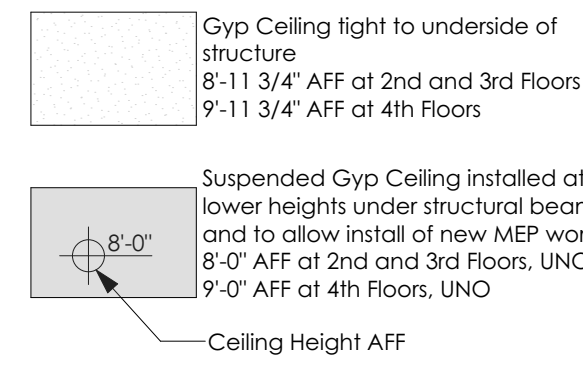 Gyp Ceiling tight to underside of
structure
8'-11 3/4" AFF at 2nd and 3rd Floors
9'-11 3/4" AFF at 4th Floors
Suspended Gyp Ceiling installed at
lower heights under structural
and to allow install of new MEP
8'-0" AFF at 2nd and 3rd Floors, UNO
9'-0" AFF at 4th Floors, UNO
8'-0"
Ceiling Height AFF